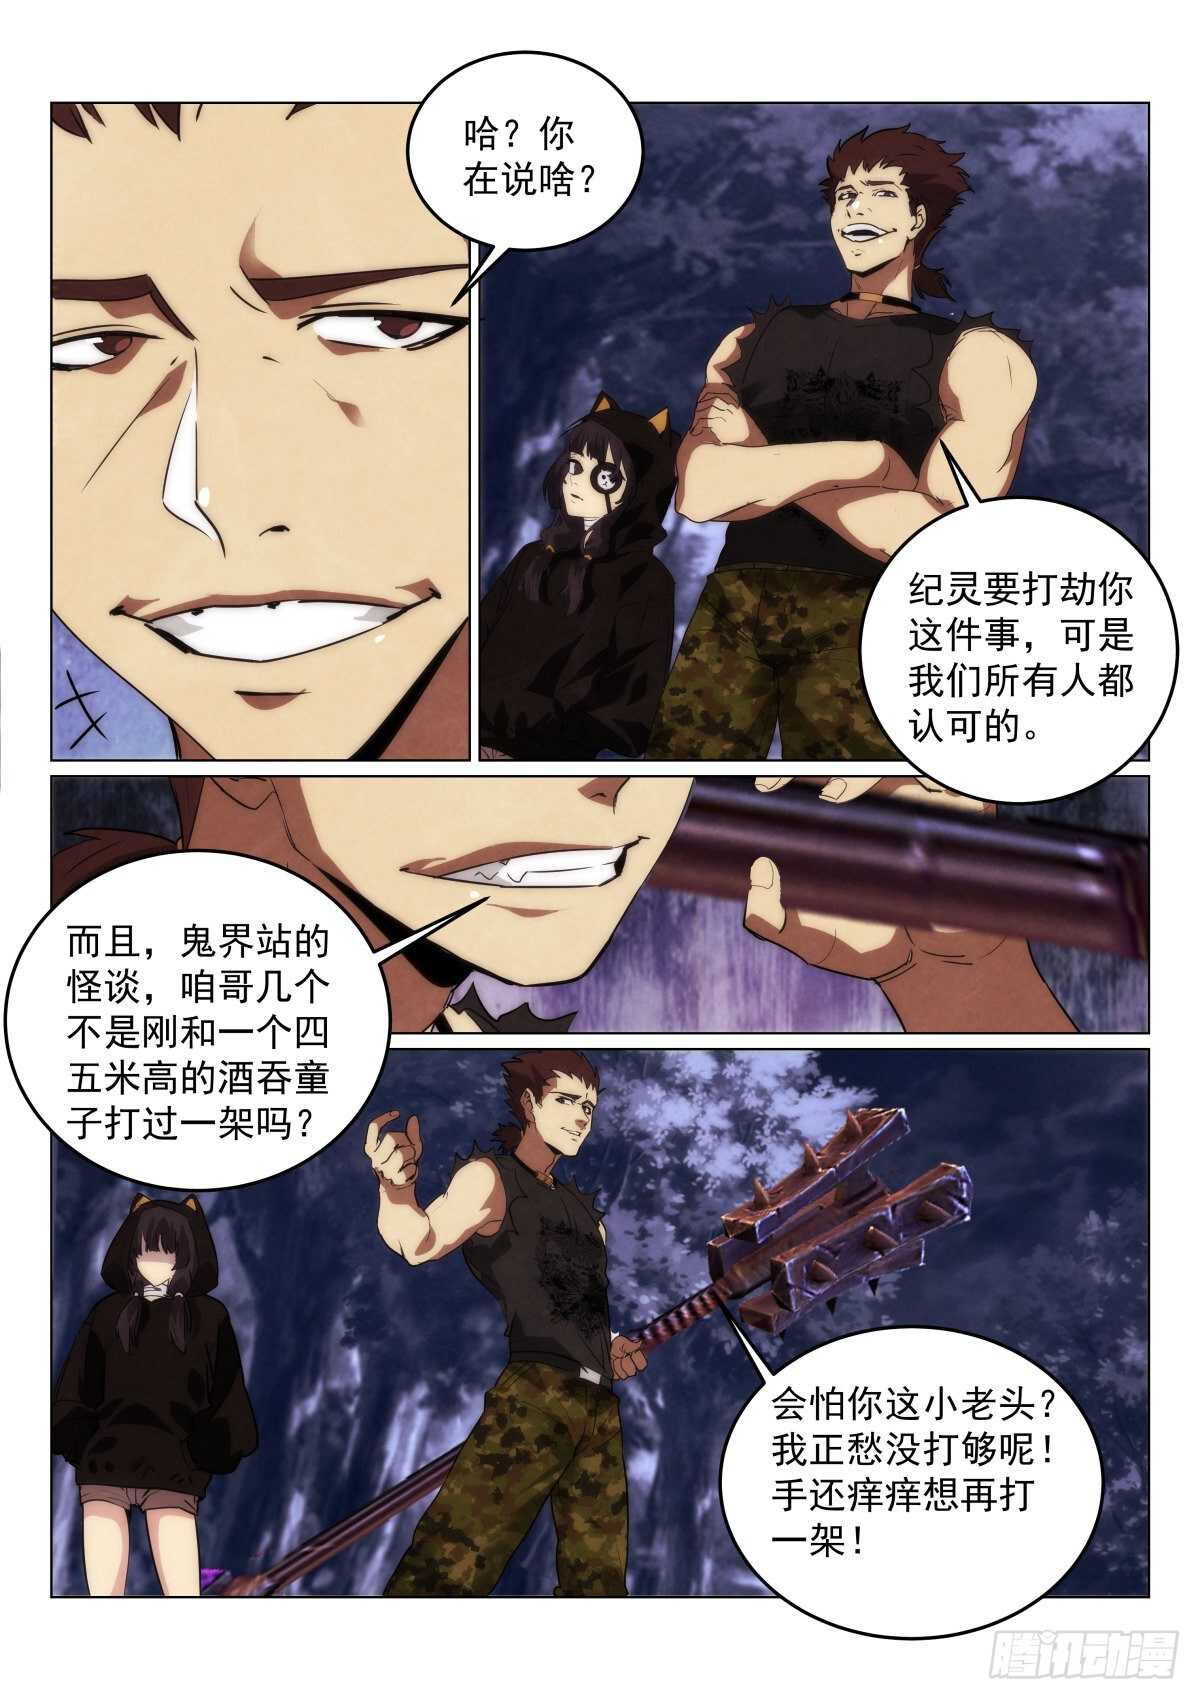 哈？你
在说啥？
纪灵要打劫你
这件事，可是
我们所有人都
认可的。
而且，鬼界站的
怪谈，咱哥几个
不是刚和一个四
五米高的酒吞童
子打过一架吗？
会怕你这小老头？
我正愁没打够呢！
手还痒痒想再打
一架！
腾讯动漫